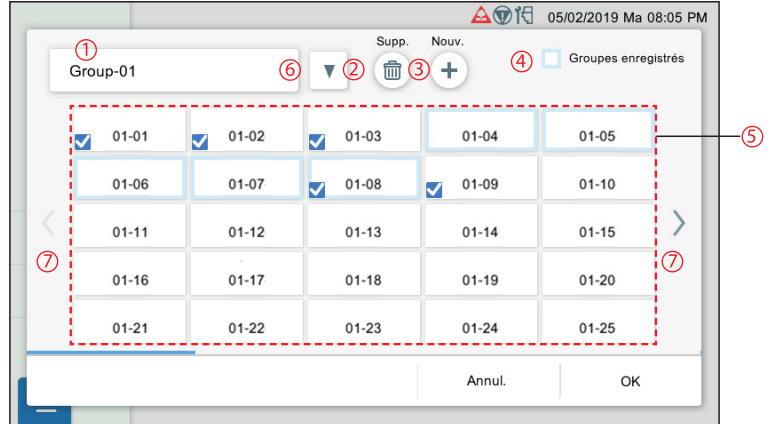 05/02/2019 Ma 08:05 PM
Supp. Nouv.
① ④ Groupes enregistrés
Group-01 ⑥ ▼ ② ③ +
01-01 01-02 01-03 01-04 01-05 ⑤
01-06 01-07 01-08 01-09 01-10
01-11 01-12 01-13 01-14 01-15
⑦ ⑦
01-16 01-17 01-18 01-19 01-20
01-21 01-22 01-23 01-24 01-25
Annul. OK